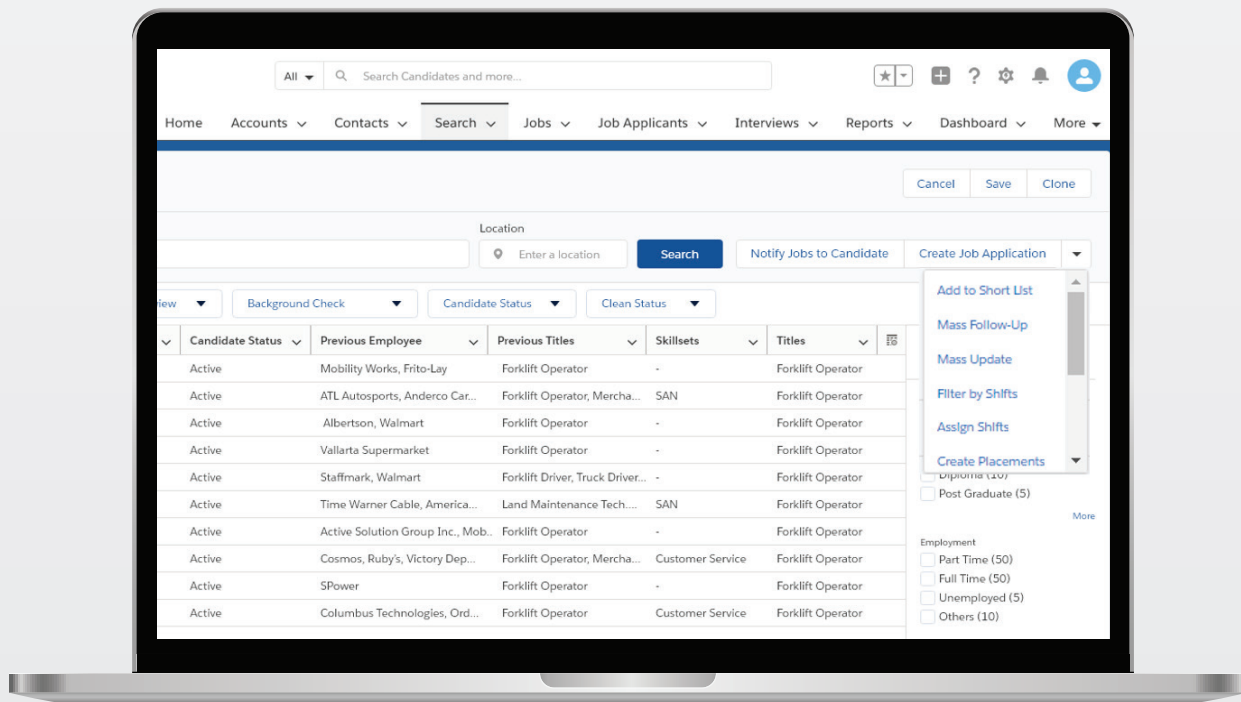 All
Search Candidates and more...
Home Accounts Contacts Search Jobs Job Applicants Interviews Reports Dashboard More
Cancel Save Clone
Location
Enter a location Search Notify Jobs to Candidate Create Job Application
Add to Short List
Mass Follow-Up
Mass Update
Filter by Shifts
Assign Shifts
Create Placements
Background Check Candidate Status Clean Status
Candidate Status Previous Employee Previous Titles Skillsets Titles
Active Mobility Works, Frito-Lay Forklift Operator - Forklift Operator
Active ATL Autosports, Anderco Car... Forklift Operator, Mercha... SAN Forklift Operator
Active Albertson, Walmart Forklift Operator - Forklift Operator
Active Vallarta Supermarket Forklift Operator - Forklift Operator
Active Staffmark, Walmart Forklift Driver, Truck Driver... - Forklift Operator
Active Time Warner Cable, America... Land Maintenance Tech.... SAN Forklift Operator
Active Active Solution Group Inc., Mob.. Forklift Operator - Forklift Operator
Active Cosmos, Ruby's, Victory Dep... Forklift Operator, Mercha... Customer Service Forklift Operator
Active SPower Forklift Operator - Forklift Operator
Active Columbus Technologies, Ord... Forklift Operator Customer Service Forklift Operator
Diploma (10)
Post Graduate (5)
More
Employment
Part Time (50)
Full Time (50)
Unemployed (5)
Others (10)